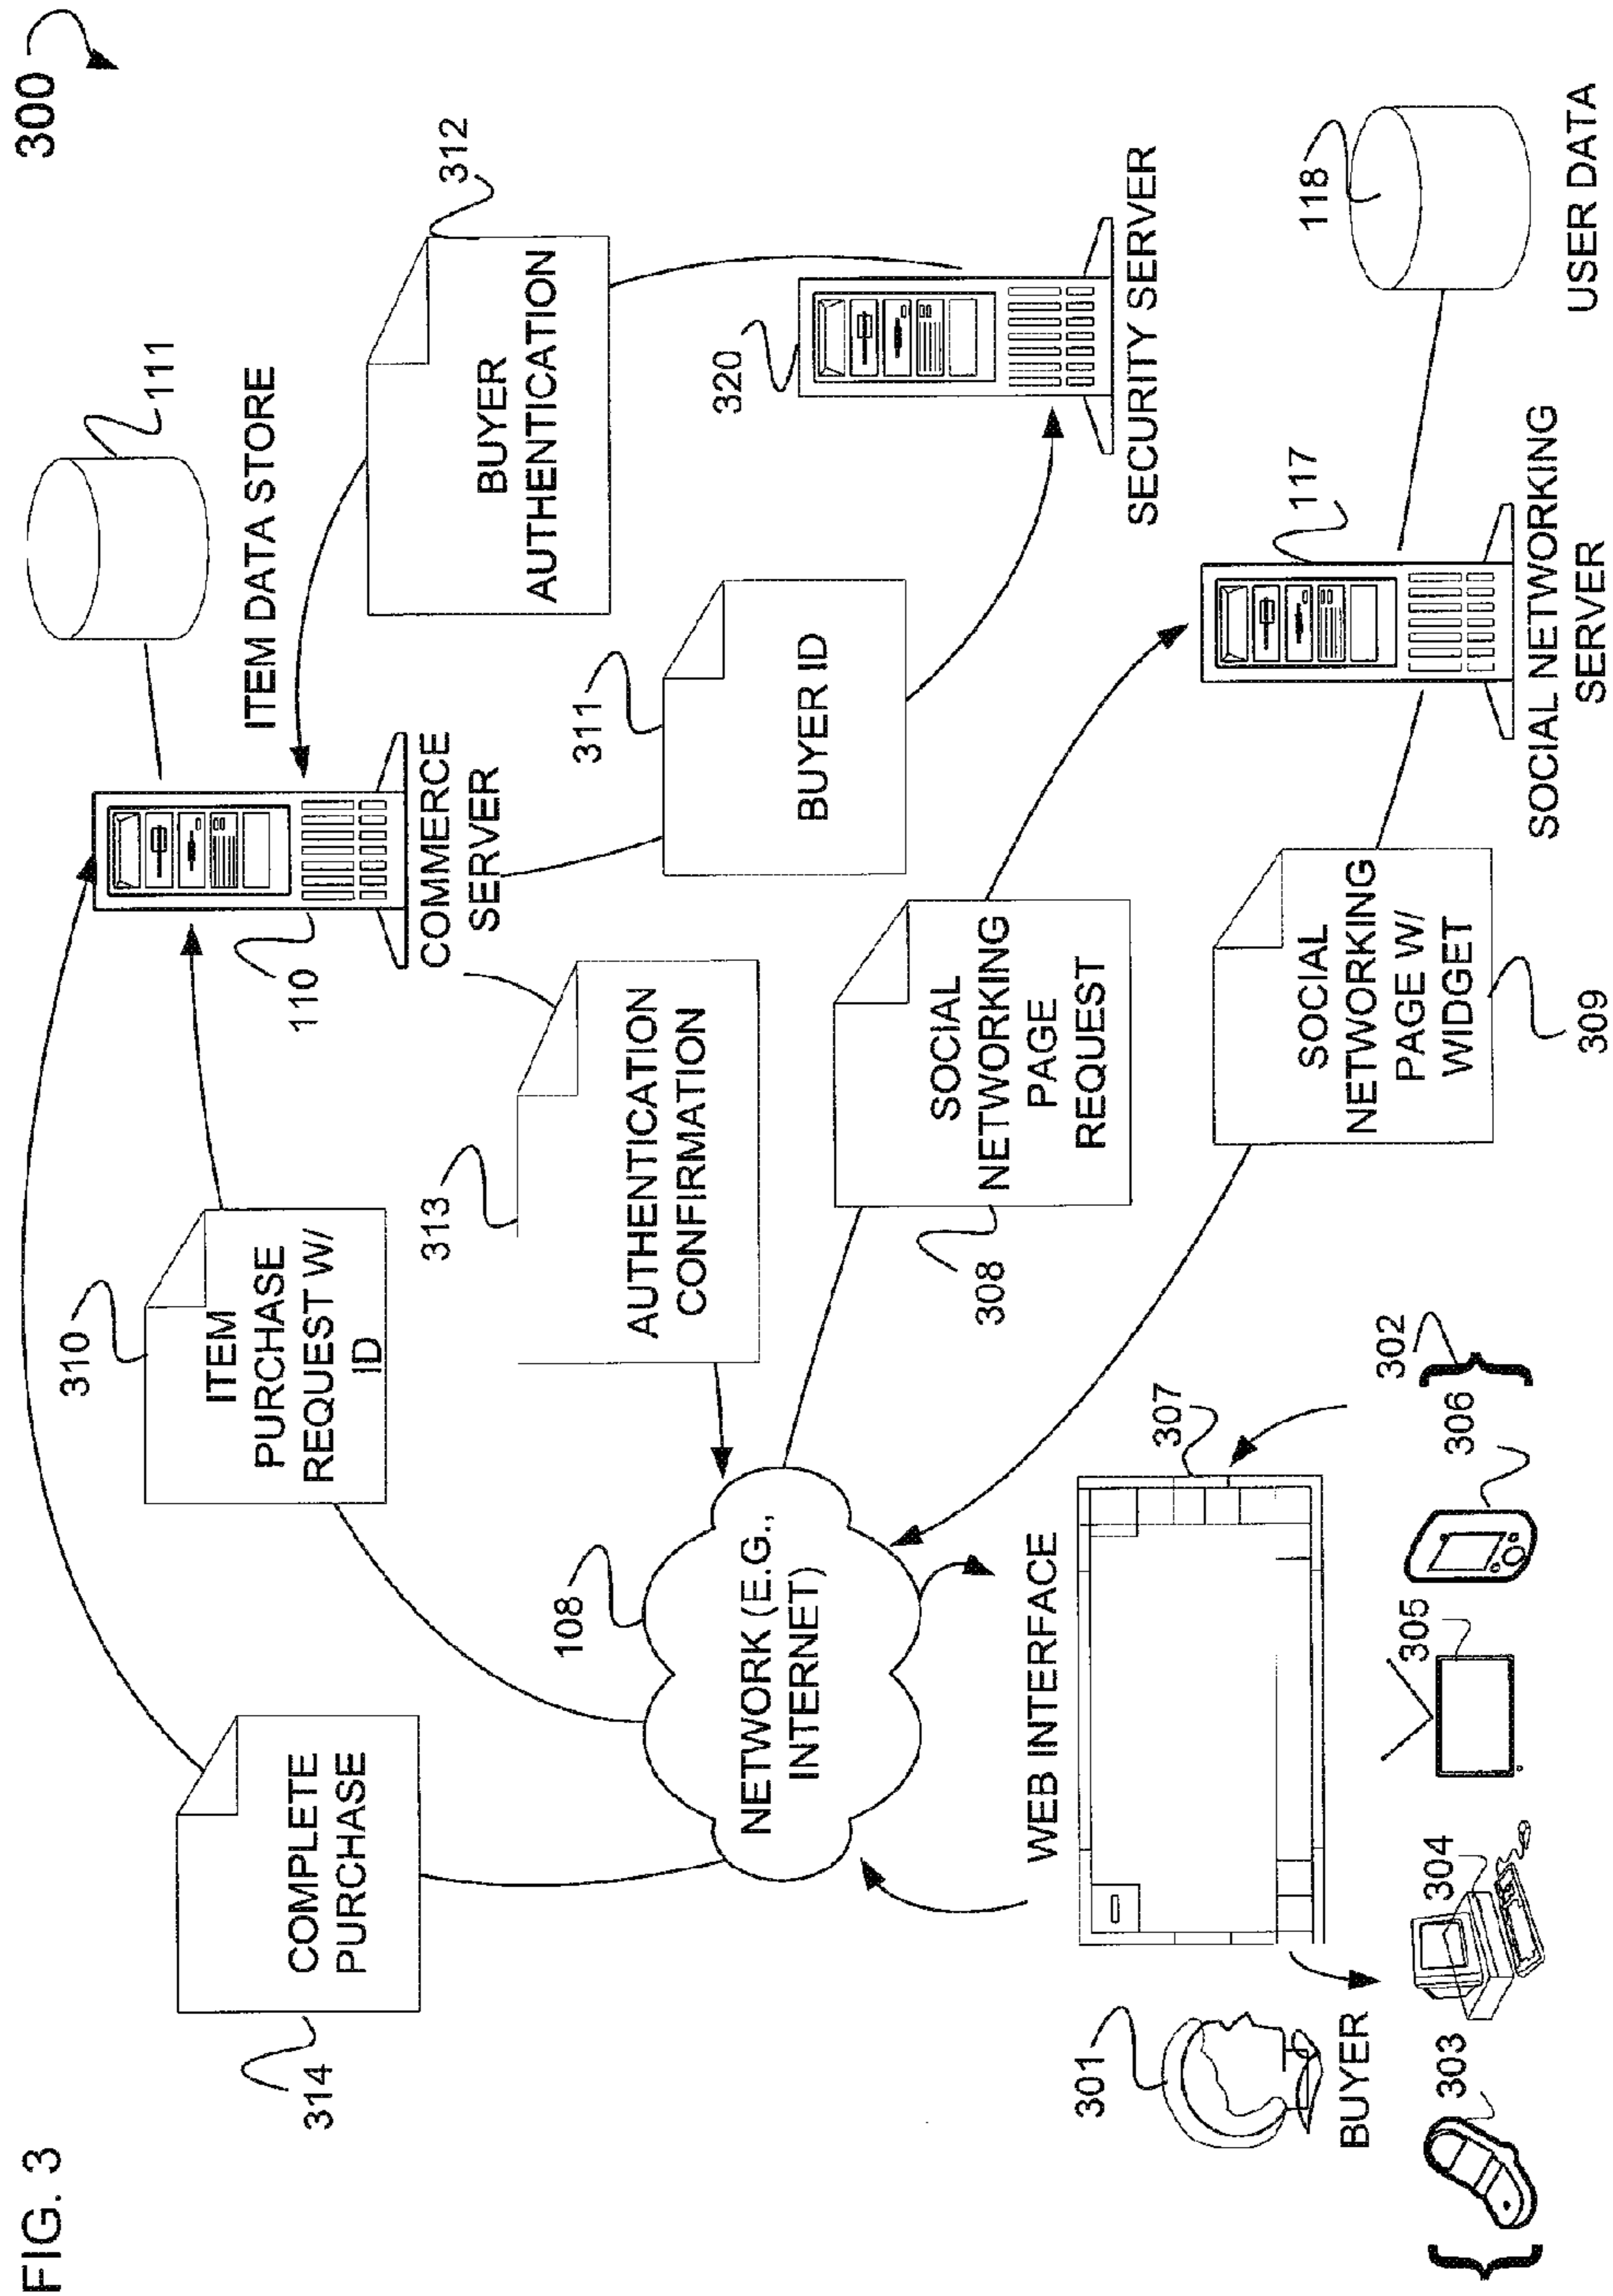 FIG. 3
300
314
COMPLETE
PURCHASE
310
ITEM
PURCHASE
REQUEST W/
ID
110
COMMERCE
SERVER
111
ITEM DATA STORE
312
BUYER
AUTHENTICATION
313
AUTHENTICATION
CONFIRMATION
311
BUYER ID
320
SECURITY SERVER
108
NETWORK (E.G.,
INTERNET)
308
SOCIAL
NETWORKING
PAGE
REQUEST
117
SOCIAL NETWORKING
SERVER
118
USER DATA
309
SOCIAL
NETWORKING
PAGE W/
WIDGET
301
BUYER
WEB INTERFACE
307
302
303
304
305
306